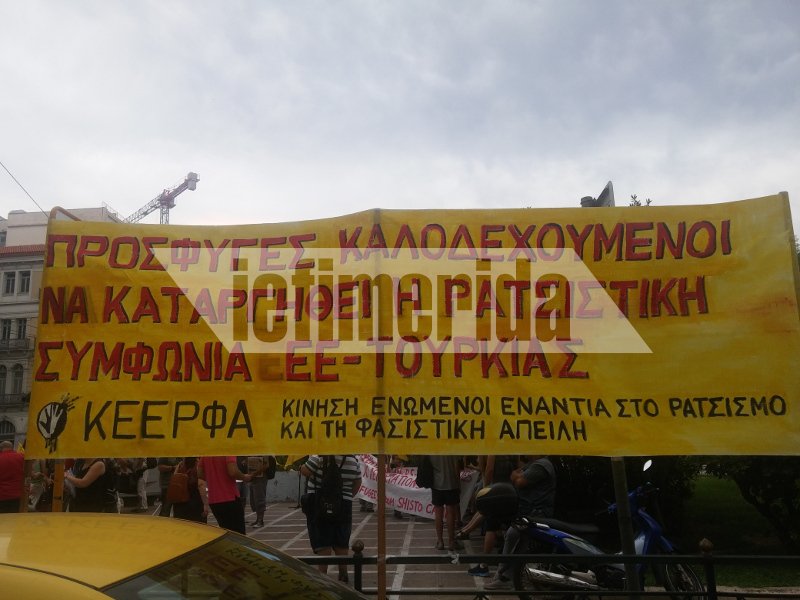 ΠΡΟΣΦΥΓΕΣ ΚΑΛΟΔΕΧΟΥΜΕΝΟΙ
ΝΑ ΚΑΤΑΡΓΗΘΕΙ Η ΡΑΤΣΙΣΤΙΚΗ
iefimerida
ΣΥΜΦΩΝΙΑ ΕΕ-ΤΟΥΡΚΙΑΣ
ΚΕΕΡΦΑ ΚΙΝΗΣΗ ΕΝΩΜΕΝΟΙ ΕΝΑΝΤΙΑ ΣΤΟ ΡΑΤΣΙΣΜΟ
ΚΑΙ ΤΗ ΦΑΣΙΣΤΙΚΗ ΑΠΕΙΛΗ
SHISTO